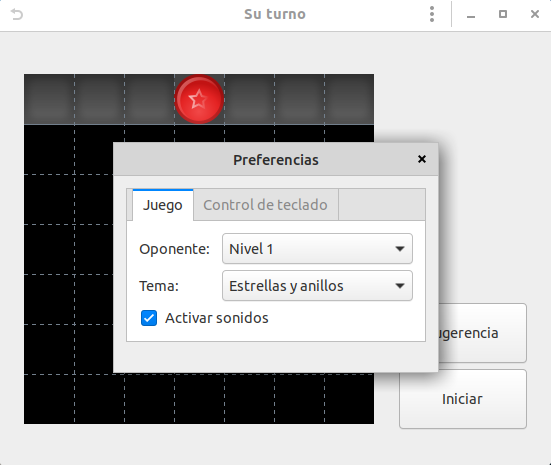 Su turno
Preferencias
Juego
Control de teclado
Oponente:
Nivel 1
Tema:
Estrellas y anillos
Activar sonidos
ugerencia
Iniciar